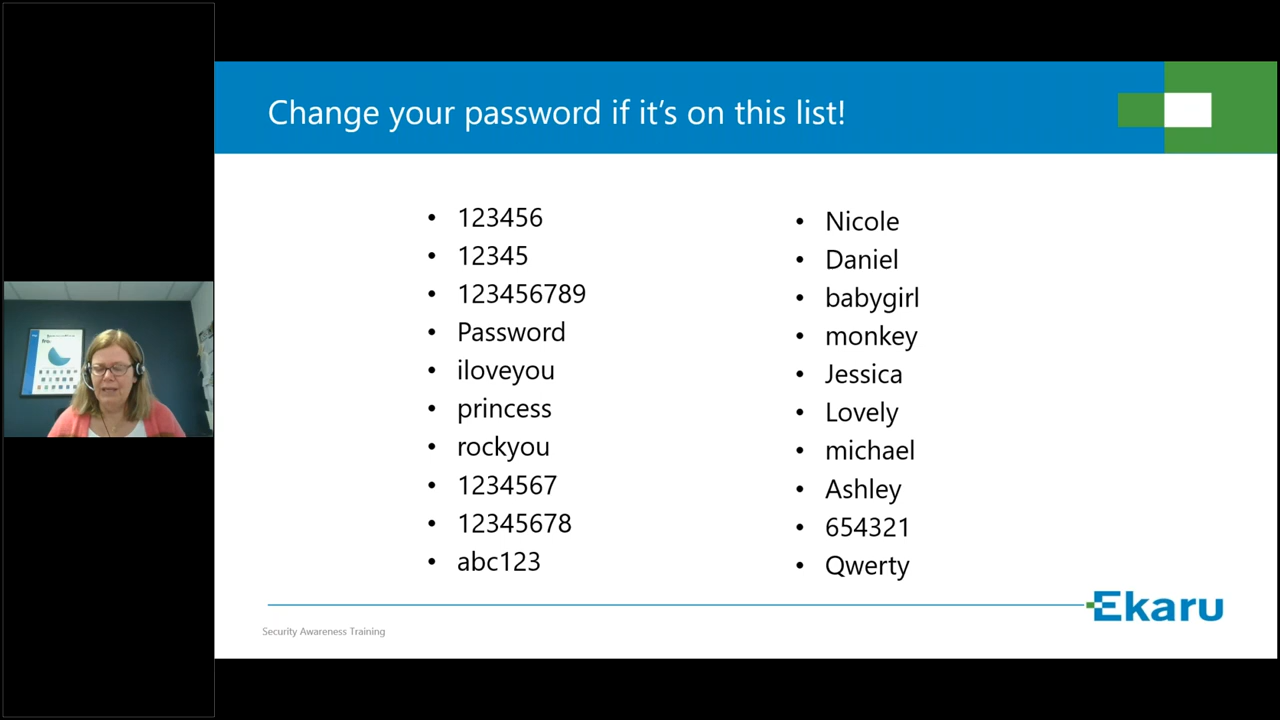 Change your password if it's on this list!
123456
12345
123456789
Password
iloveyou
princess
rockyou
1234567
12345678
abc123
Nicole
Daniel
babygirl
monkey
Jessica
Lovely
michael
Ashley
654321
Qwerty
Ekaru
Security Awareness Training